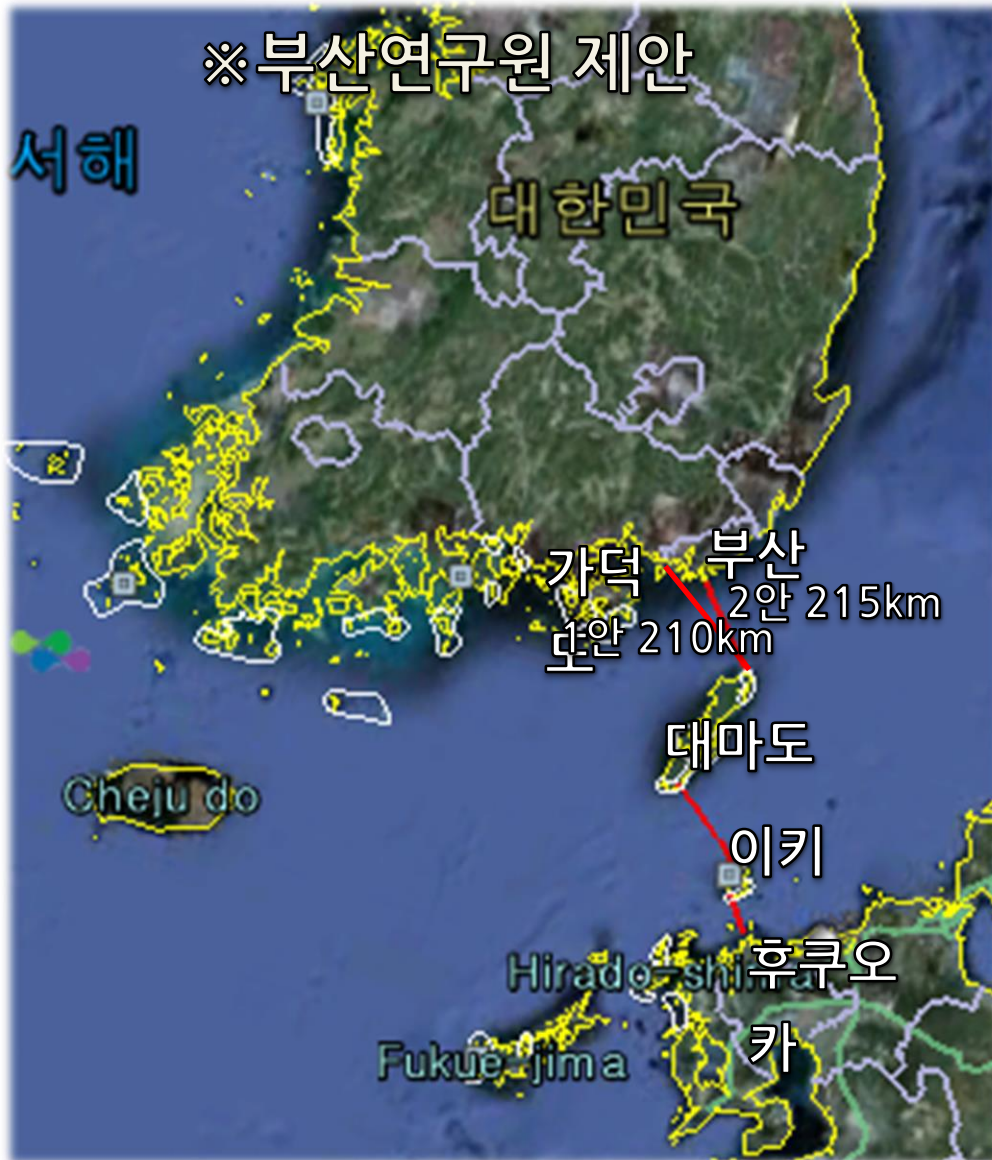 ※부산연구원 제안
서해
대한민국
가덕
도
부산
2안 215km
1안 210km
대마도
Cheju do
이키
Hirado-shima
후쿠오
카
Fukue-jima